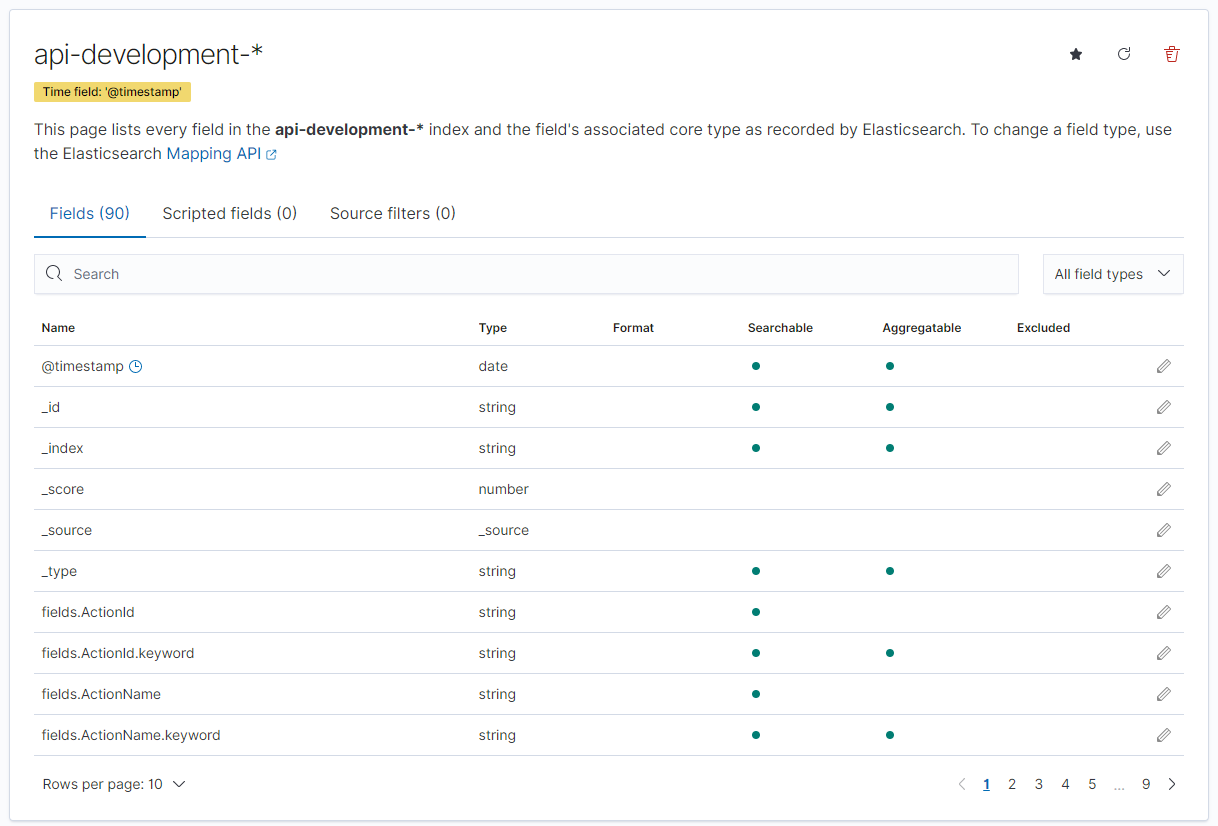 api-development-*
Time field: '@timestamp'
This page lists every field in the api-development-* index and the field's associated core type as recorded by Elasticsearch. To change a field type, use
the Elasticsearch Mapping API
Fields (90) Scripted fields (0) Source filters (0)
Search All field types
Name Type Format Searchable Aggregatable Excluded
@timestamp date
_id string
_index string
_score number
_source _source
_type string
fields.ActionId string
fields.ActionId.keyword string
fields.ActionName string
fields.ActionName.keyword string
Rows per page: 10 1 2 3 4 5 ... 9